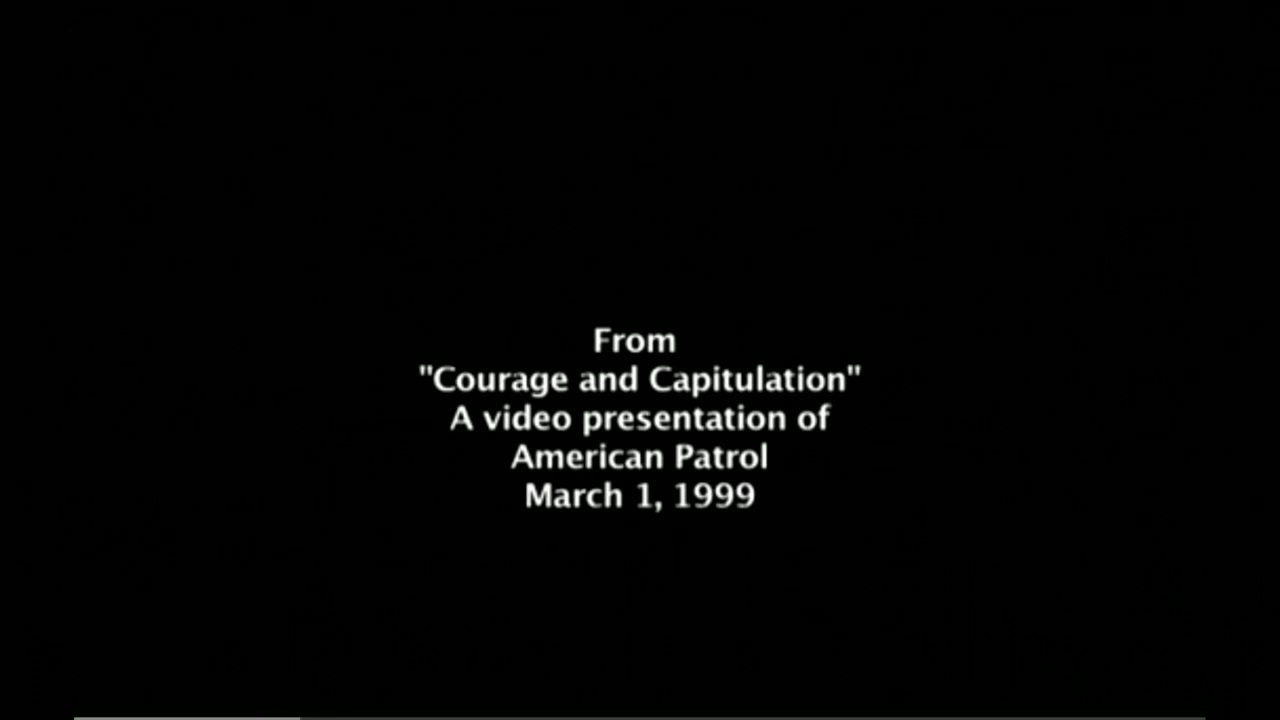 From
"Courage and Capitulation"
A video presentation of
American Patrol
March 1, 1999